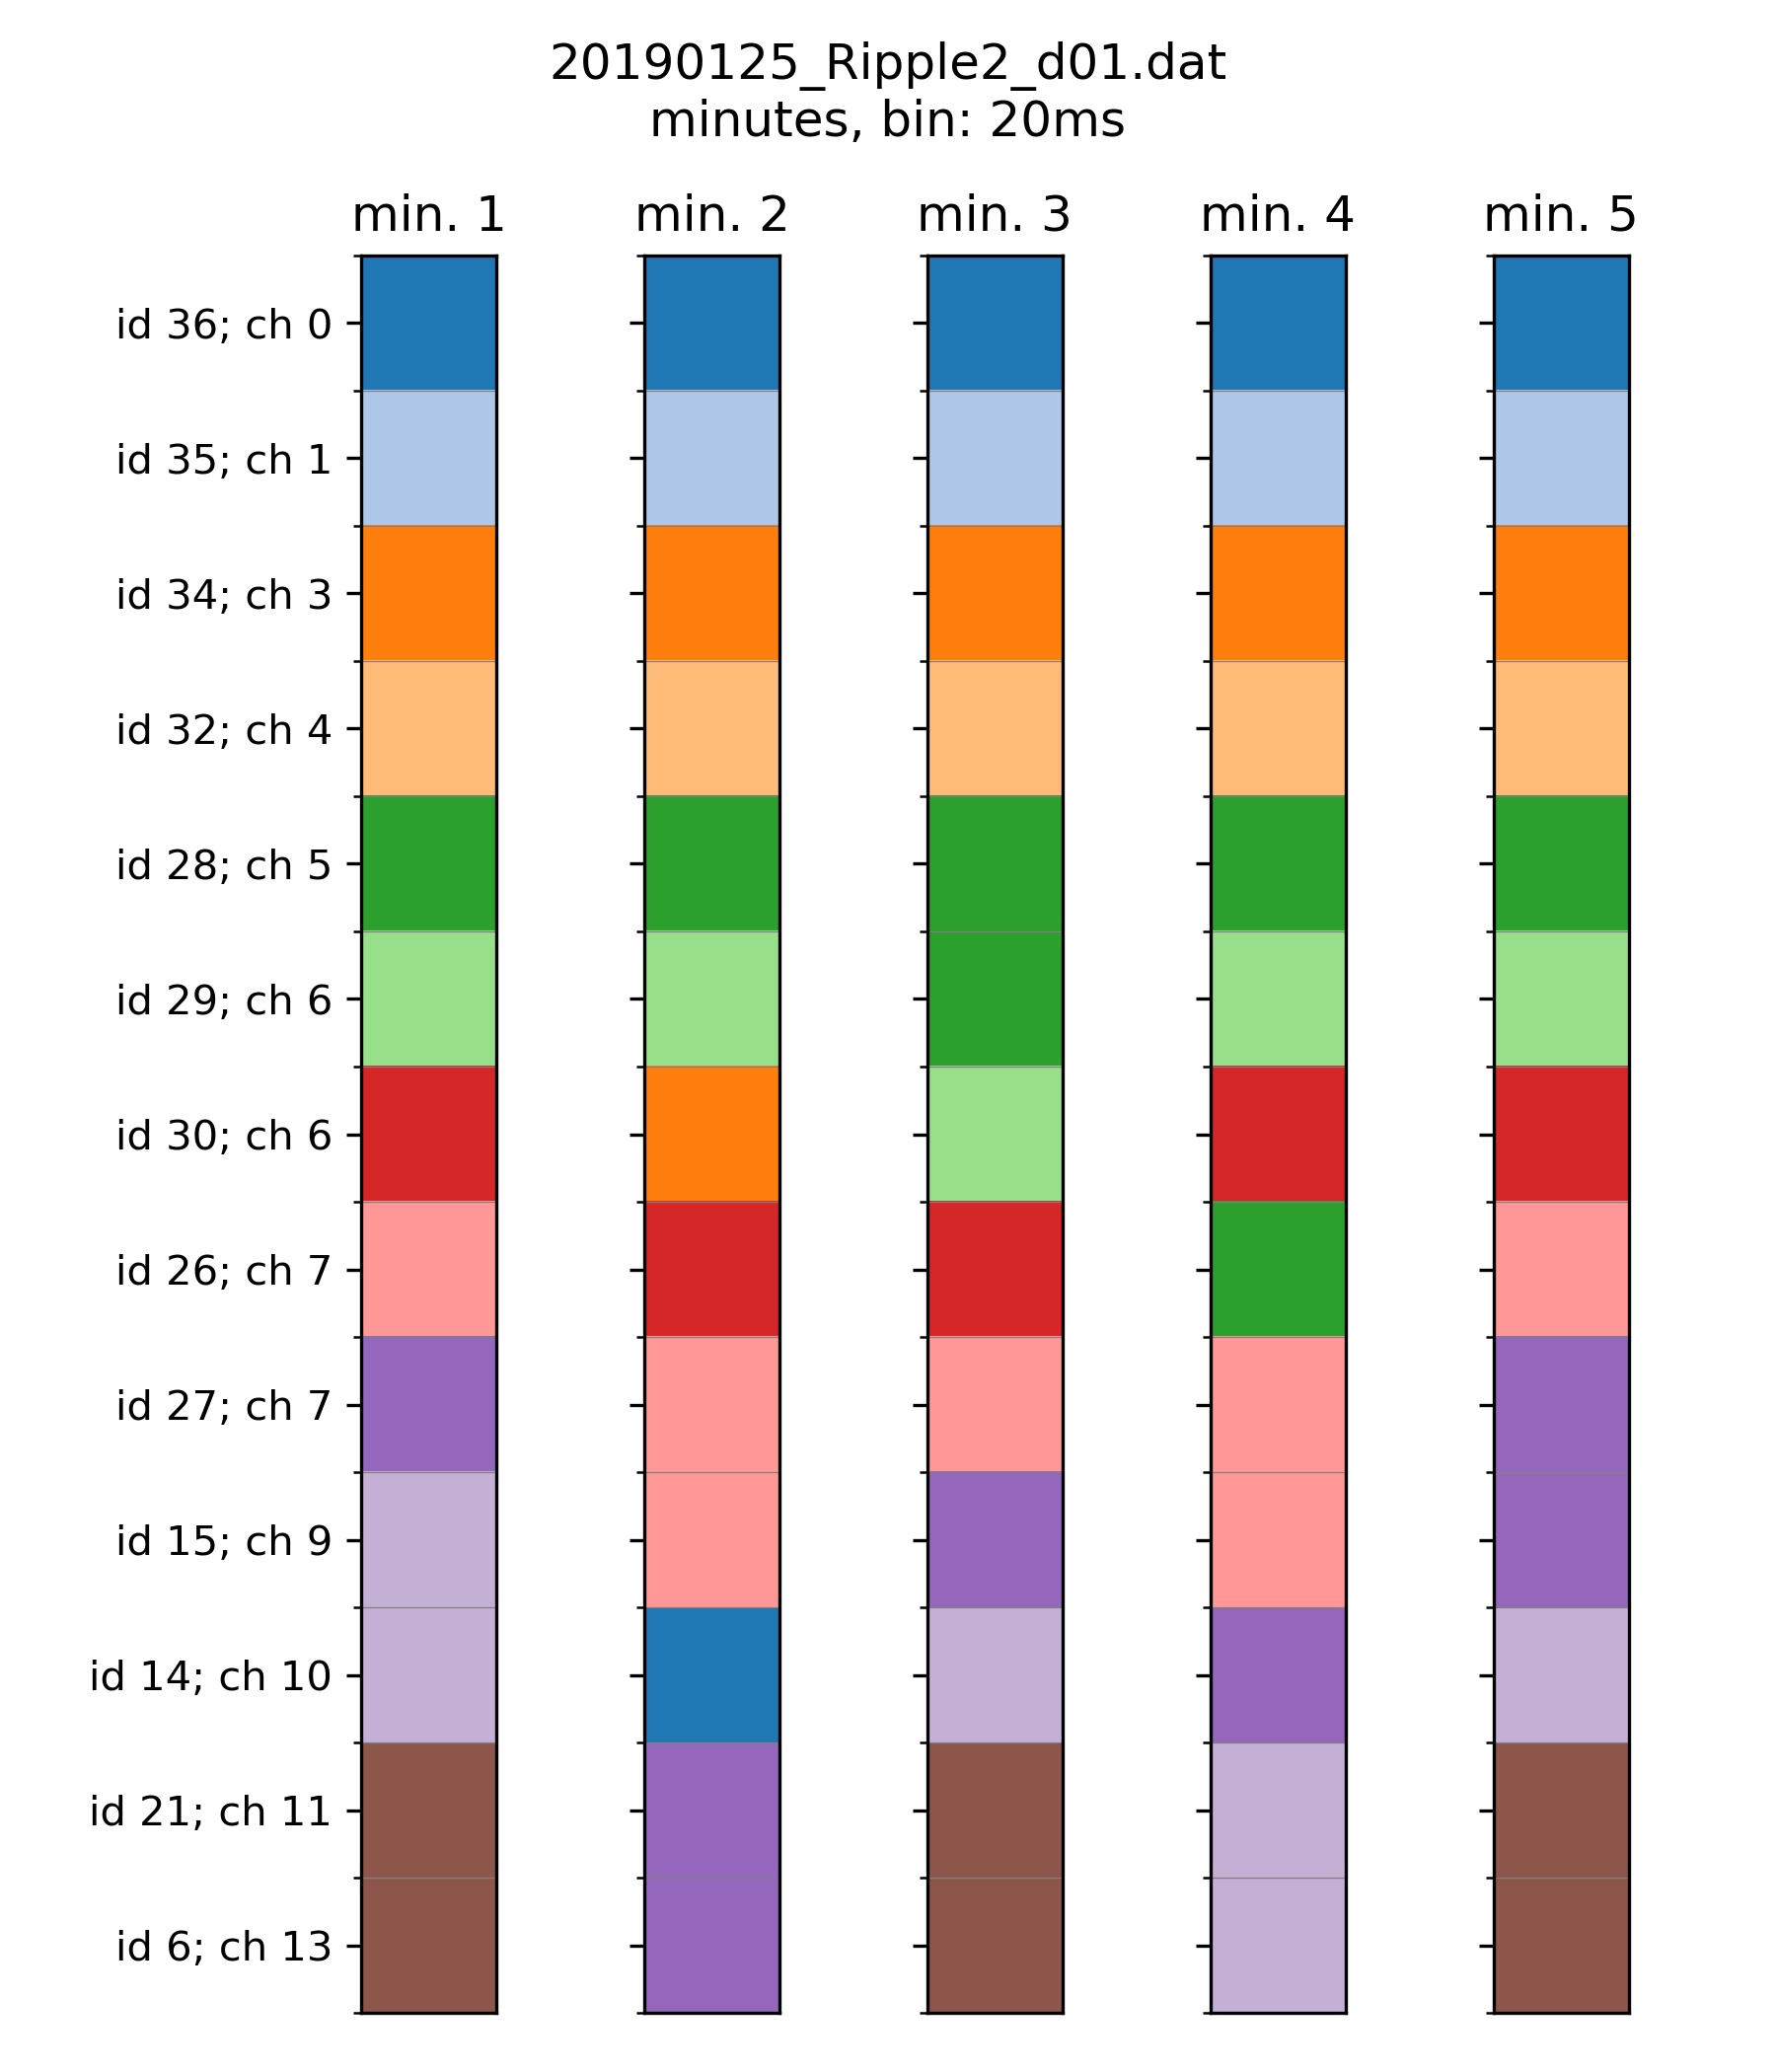 20190125_Ripple2_d01.dat
minutes, bin: 20ms
min. 1 min. 2 min. 3 min. 4 min. 5
id 36; ch 0
id 35; ch 1
id 34; ch 3
id 32; ch 4
id 28; ch 5
id 29; ch 6
id 30; ch 6
id 26; ch 7
id 27; ch 7
id 15; ch 9
id 14; ch 10
id 21; ch 11
id 6; ch 13